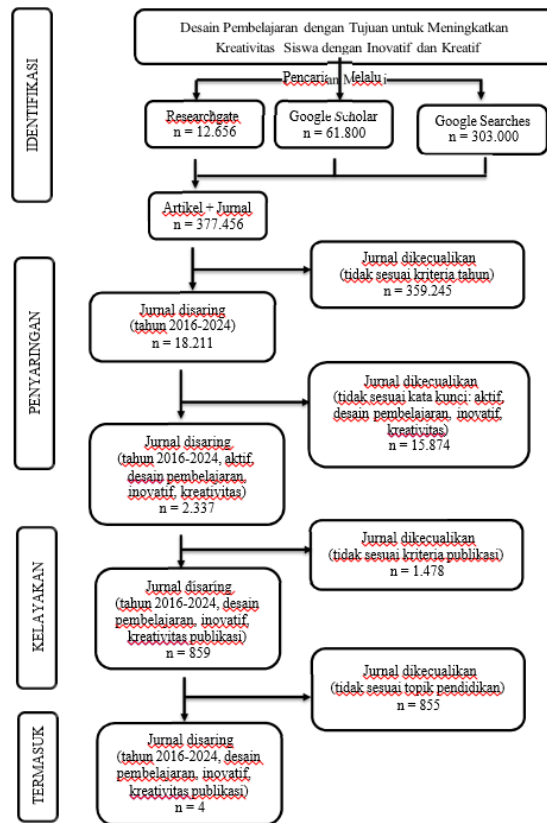 Desain Pembelajaran dengan Tujuan untuk Meningkatkan
Kreativitas Siswa dengan Inovatif dan Kreatif
IDENTIFIKASI
Pencarian Melalui
Researchgate
n = 12.656
Google Scholar
n = 61.800
Google Searches
n = 303.000
Artikel + Jurnal
n = 377.456
PENYARINGAN
Jurnal dikecualikan
(tidak sesuai kriteria tahun)
n = 359.245
Jurnal disaring
(tahun 2016-2024)
n = 18.211
Jurnal dikecualikan
(tidak sesuai kata kunci: aktif,
desain pembelajaran, inovatif,
kreativitas)
n = 15.874
Jurnal disaring
(tahun 2016-2024, aktif,
desain pembelajaran,
inovatif, kreativitas)
n = 2.337
KELAYAKAN
Jurnal dikecualikan
(tidak sesuai kriteria publikasi)
n = 1.478
Jurnal disaring
(tahun 2016-2024, desain
pembelajaran, inovatif,
kreativitas publikasi)
n = 859
Jurnal dikecualikan
(tidak sesuai topik pendidikan)
n = 855
TERMASUK
Jurnal disaring
(tahun 2016-2024, desain
pembelajaran, inovatif,
kreativitas publikasi)
n = 4